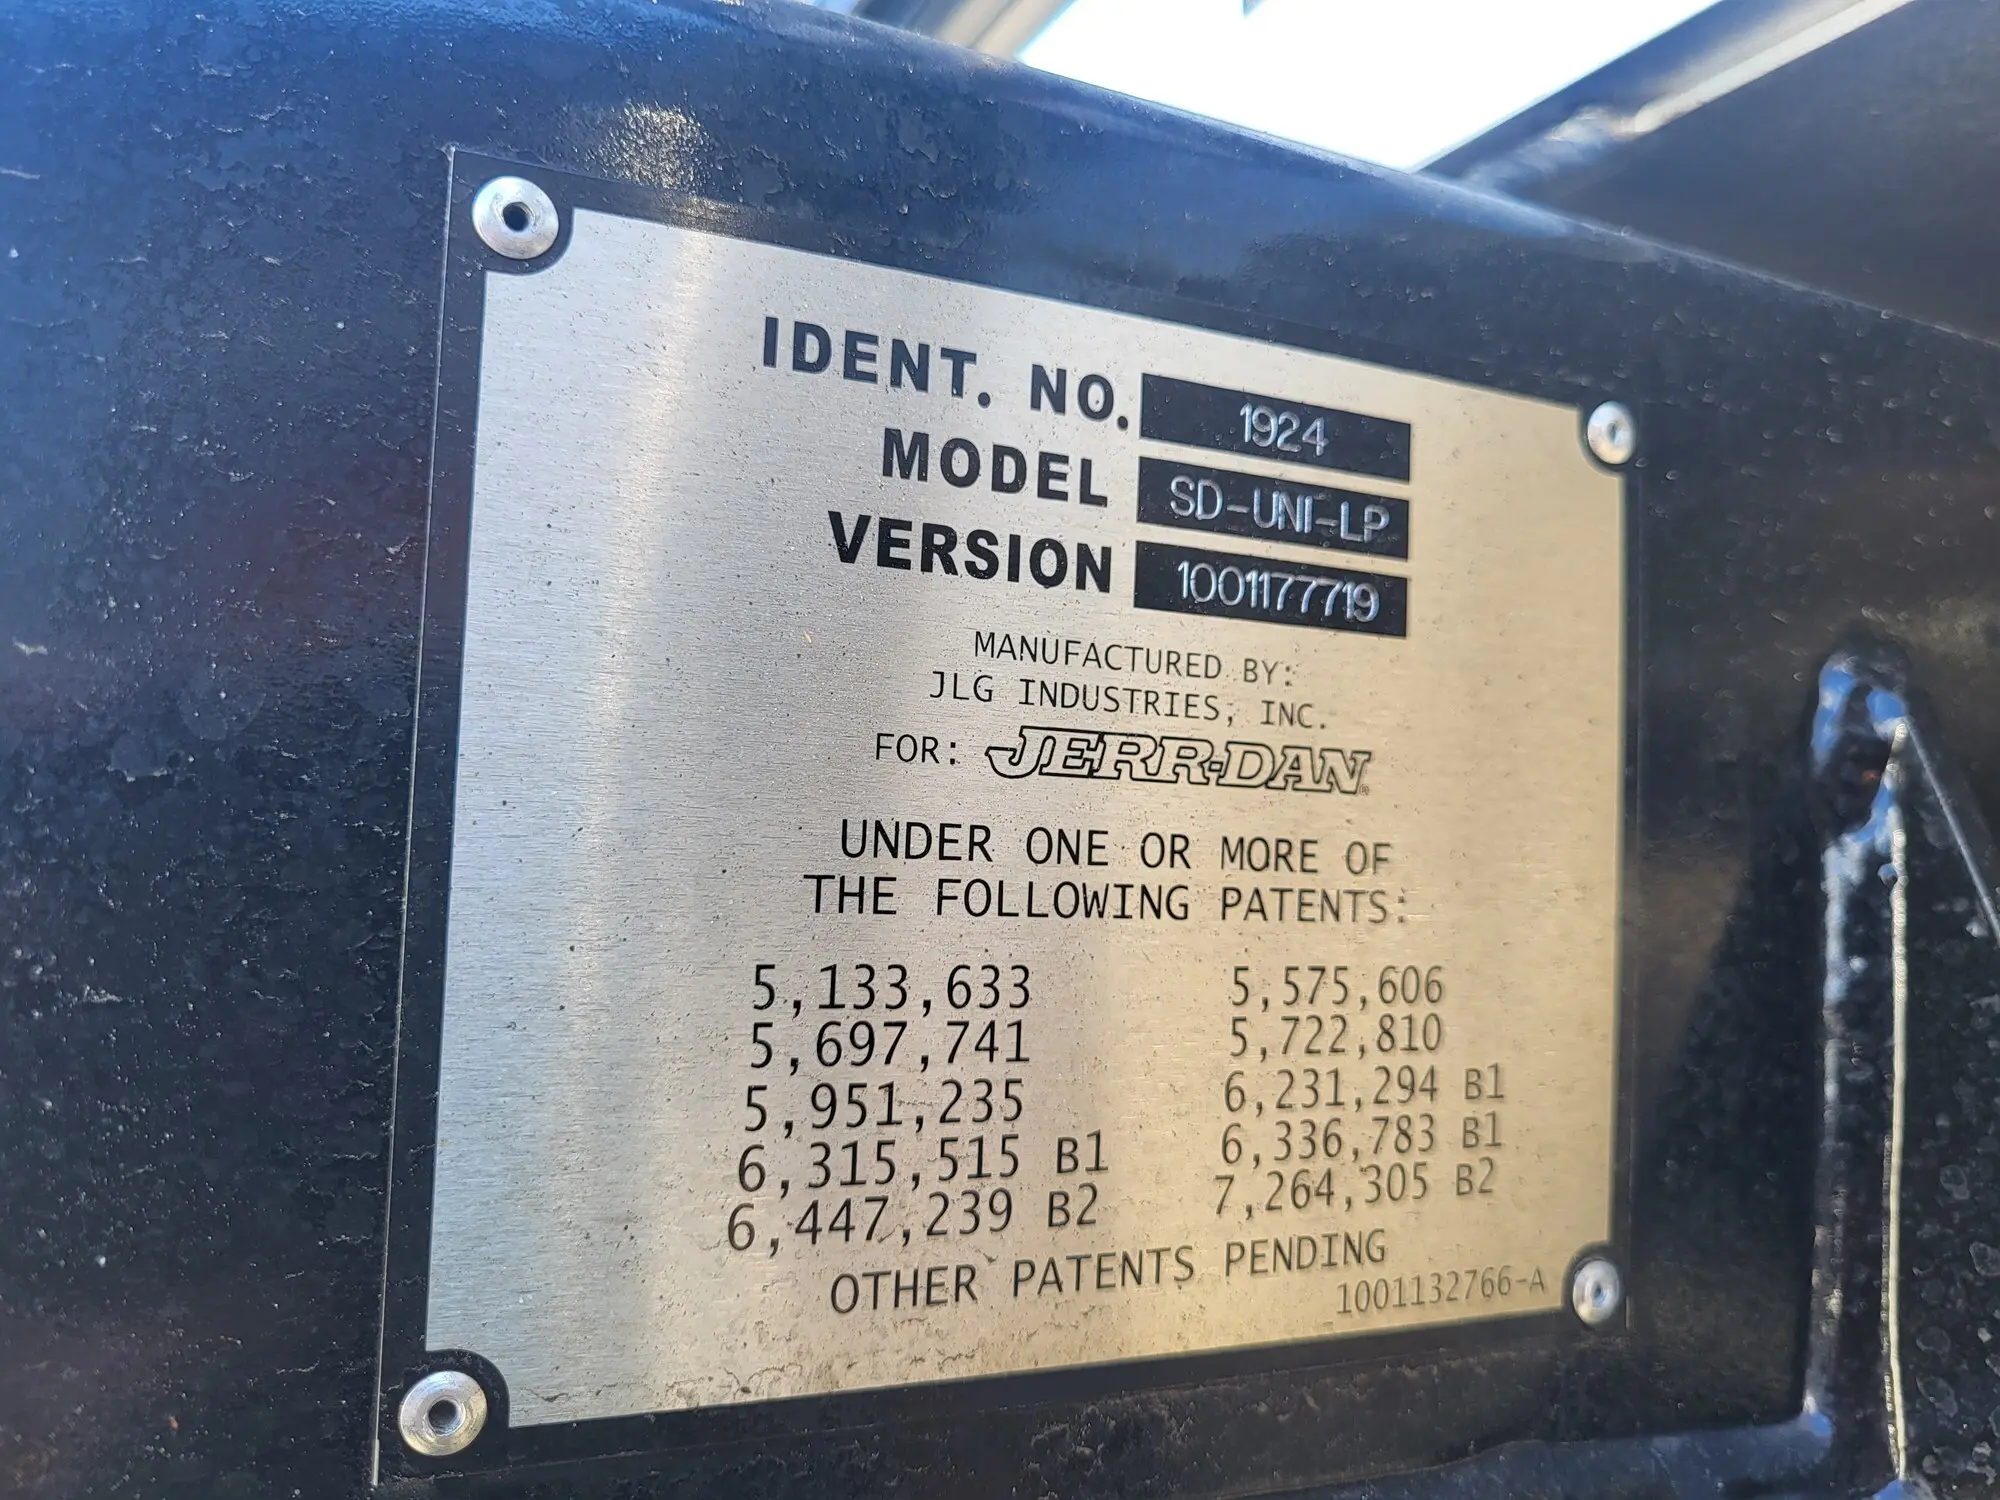 IDENT. NO. 1924
MODEL SD-UNI-LP
VERSION 1001177719
MANUFACTURED BY:
JLG INDUSTRIES, INC.
FOR: JERR-DAN
UNDER ONE OR MORE OF
THE FOLLOWING PATENTS:
5,133,633 5,575,606
5,697,741 5,722,810
5,951,235 6,231,294 B1
6,315,515 B1 6,336,783 B1
6,447,239 B2 7,264,305 B2
OTHER PATENTS PENDING
1001132766-A